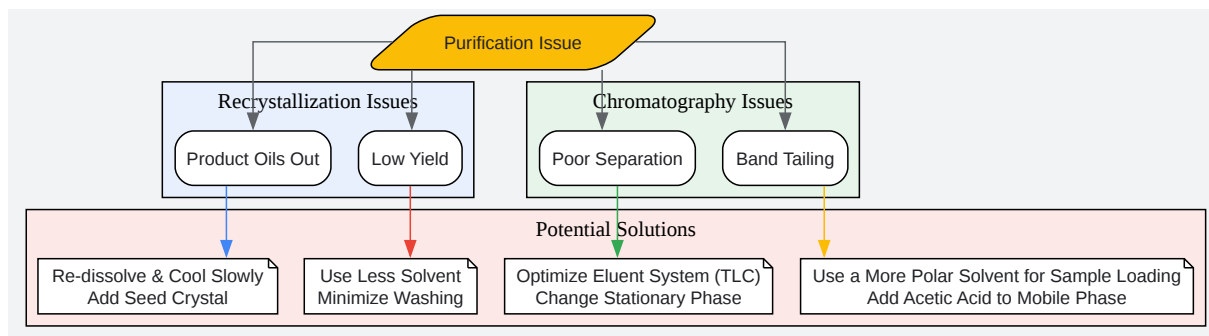 Purification Issue
Recrystallization Issues
Chromatography Issues
Product Oils Out
Low Yield
Poor Separation
Band Tailing
Potential Solutions
Re-dissolve & Cool Slowly
Add Seed Crystal
Use Less Solvent
Minimize Washing
Optimize Eluent System (TLC)
Change Stationary Phase
Use a More Polar Solvent for Sample Loading
Add Acetic Acid to Mobile Phase